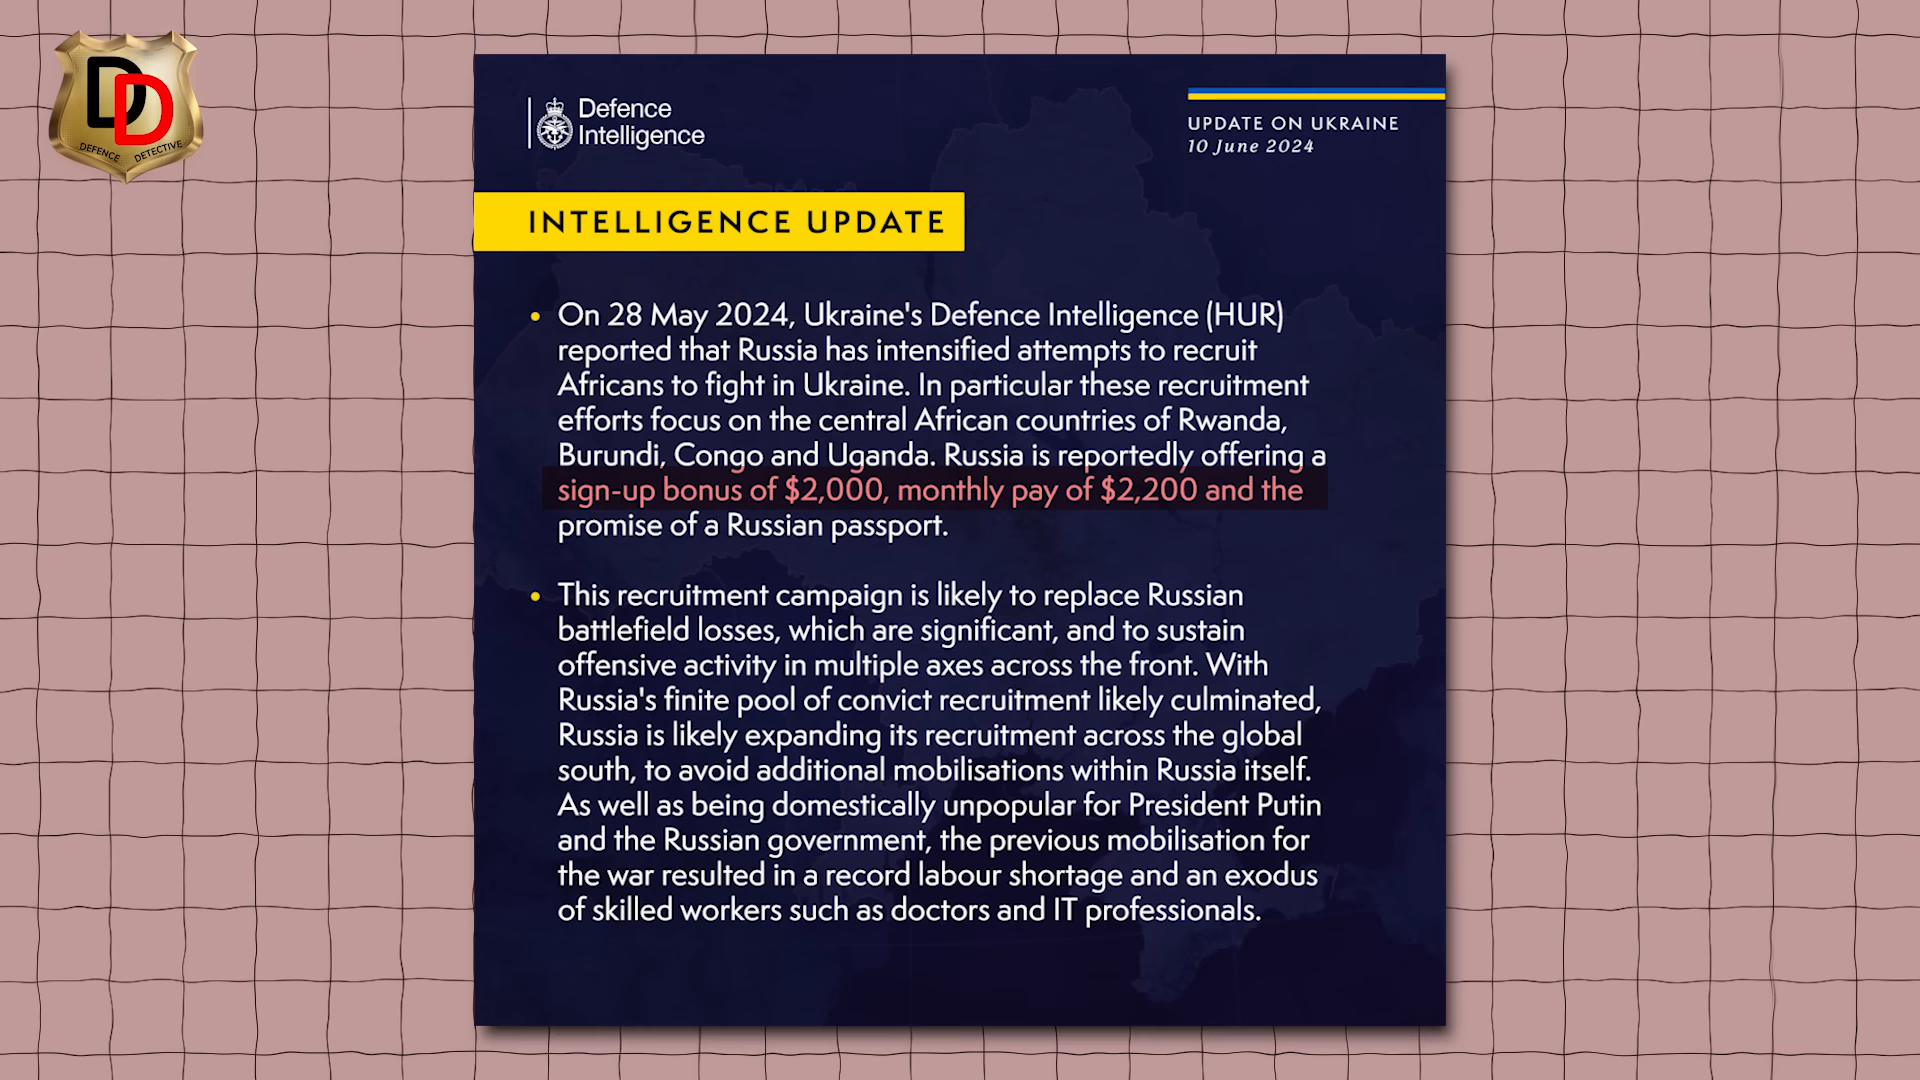 DD
DEFENCE DETECTIVE
Defence
Intelligence
UPDATE ON UKRAINE
10 June 2024
INTELLIGENCE UPDATE
• On 28 May 2024, Ukraine's Defence Intelligence (HUR)
reported that Russia has intensified attempts to recruit
Africans to fight in Ukraine. In particular these recruitment
efforts focus on the central African countries of Rwanda,
Burundi, Congo and Uganda. Russia is reportedly offering a
sign-up bonus of $2,000, monthly pay of $2,200 and the
promise of a Russian passport.
• This recruitment campaign is likely to replace Russian
battlefield losses, which are significant, and to sustain
offensive activity in multiple axes across the front. With
Russia's finite pool of convict recruitment likely culminated,
Russia is likely expanding its recruitment across the global
south, to avoid additional mobilisations within Russia itself.
As well as being domestically unpopular for President Putin
and the Russian government, the previous mobilisation for
the war resulted in a record labour shortage and an exodus
of skilled workers such as doctors and IT professionals.